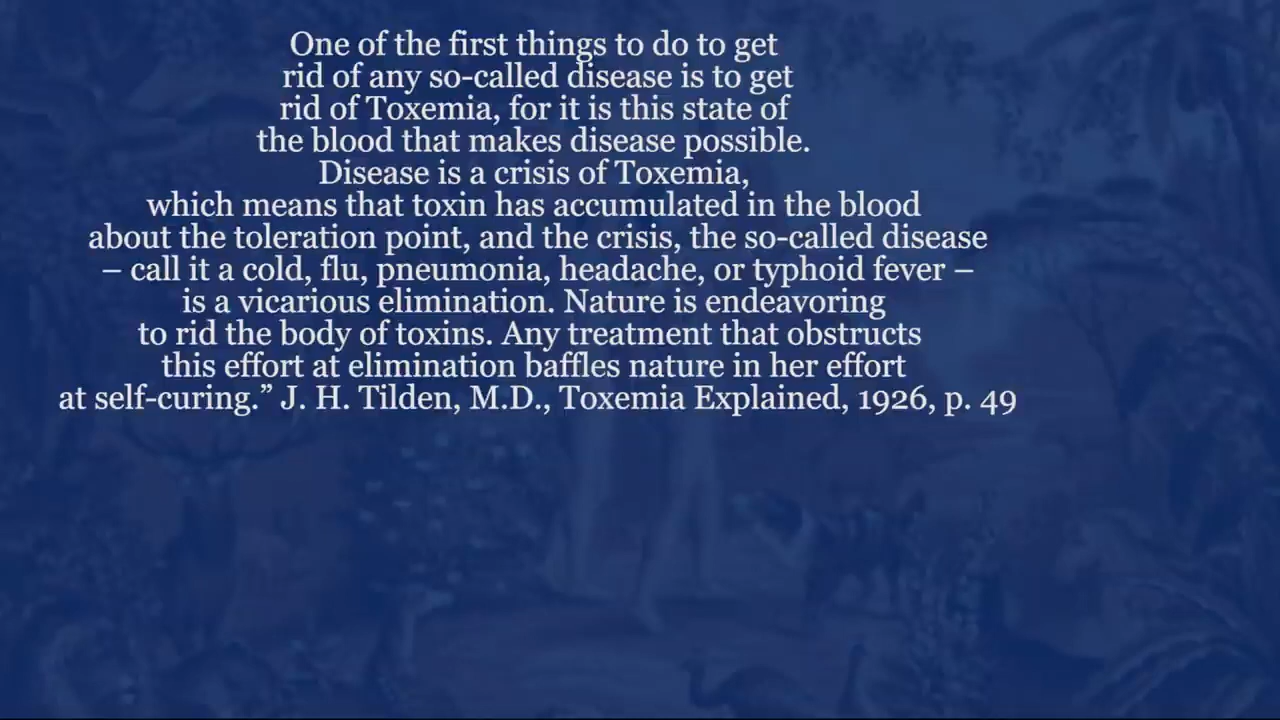 One of the first things to do to get
rid of any so-called disease is to get
rid of Toxemia, for it is this state of
the blood that makes disease possible.
Disease is a crisis of Toxemia,
which means that toxin has accumulated in the blood
about the toleration point, and the crisis, the so-called disease
– call it a cold, flu, pneumonia, headache, or typhoid fever –
is a vicarious elimination. Nature is endeavoring
to rid the body of toxins. Any treatment that obstructs
this effort at elimination baffles nature in her effort
at self-curing.” J. H. Tilden, M.D., Toxemia Explained, 1926, p. 49